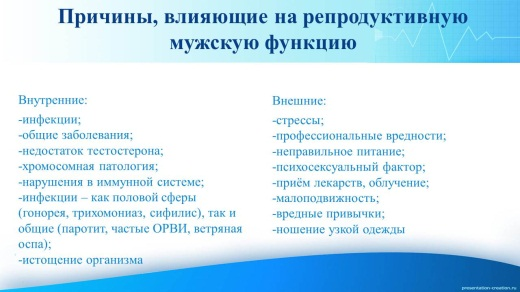 Причины, влияющие на репродуктивную
мужскую функцию
Внутренние:
-инфекции;
-общие заболевания;
-недостаток тестостерона;
-хромосомная патология;
-нарушения в иммунной системе;
-инфекции – как половой сферы
(гонорея, трихомониаз, сифилис), так и
общие (паротит, частые ОРВИ, ветряная
оспа);
-истощение организма
Внешние:
-стрессы;
-профессиональные вредности;
-неправильное питание;
-психосексуальный фактор;
-приём лекарств, облучение;
-малоподвижность;
-вредные привычки;
-ношение узкой одежды
presentation-creation.ru